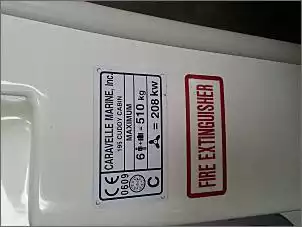 CARAVELLE MARINE, Inc.
195 CUDDY CABIN
MAXIMUM
6 + = 510 kg
= 208 kw
CE
0609
C
FIRE EXTINGUISHER